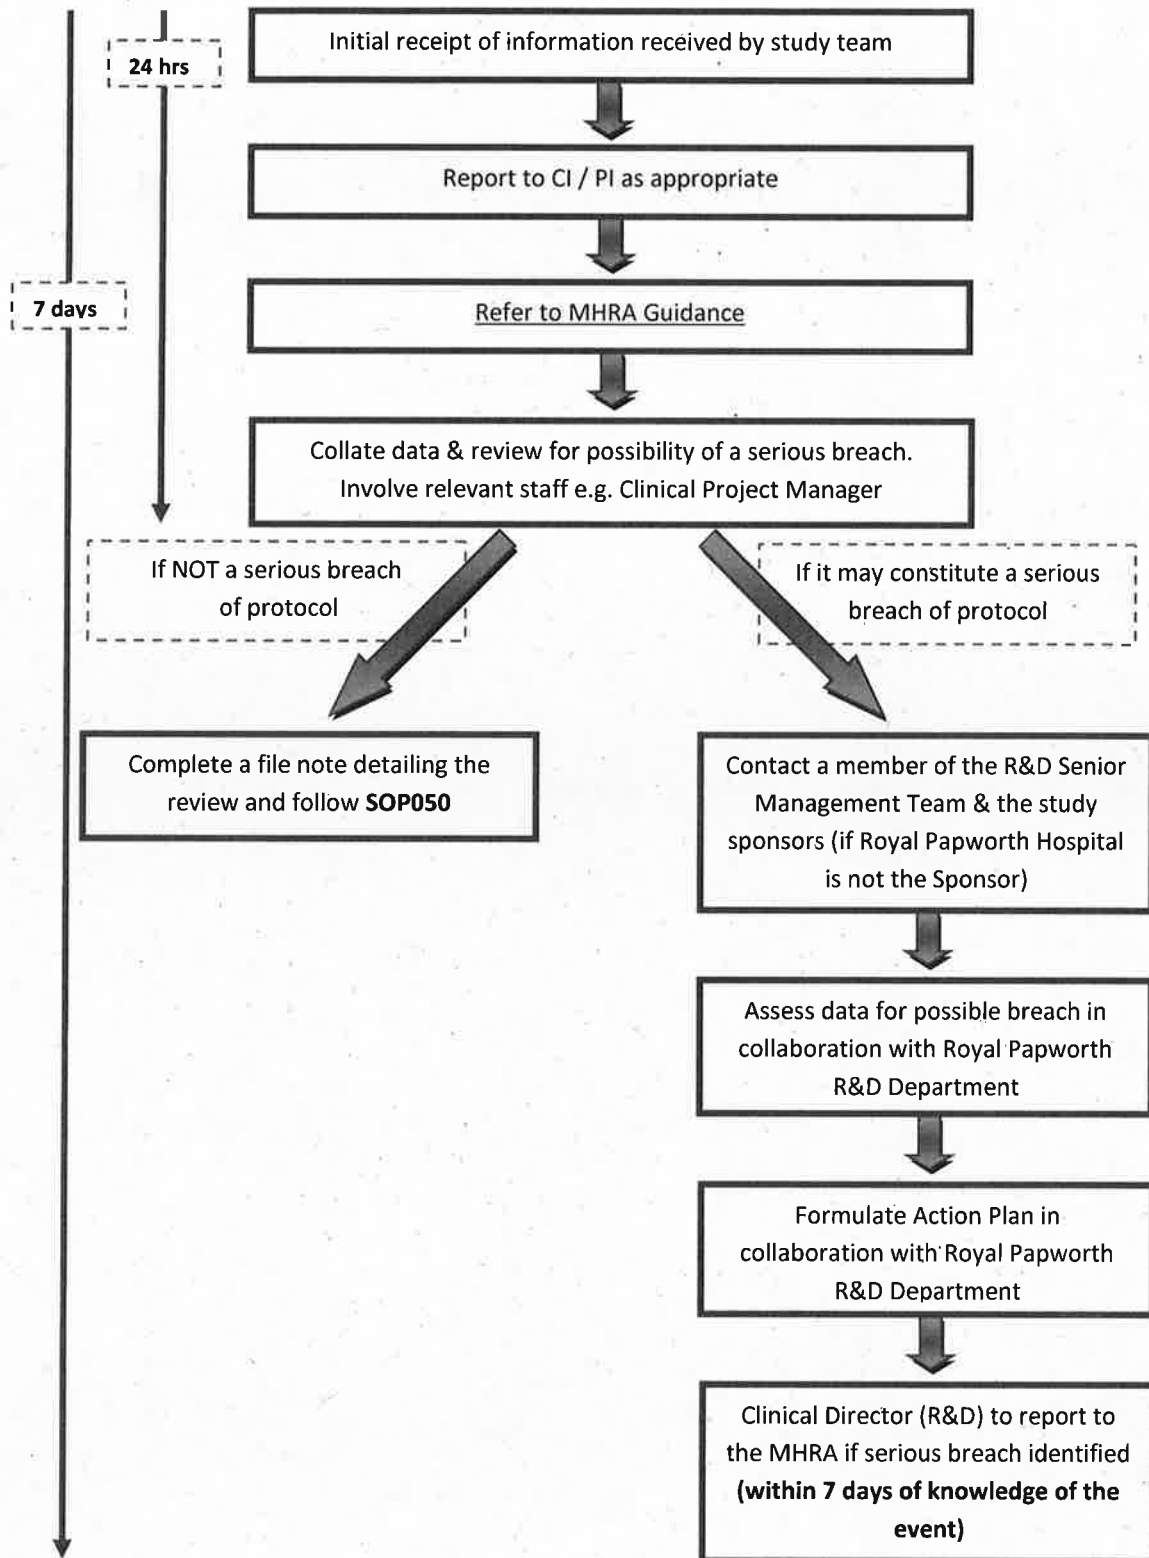 Initial receipt of information received by study team
24 hrs
Report to CI / PI as appropriate
7 days
Refer to MHRA Guidance
Collate data & review for possibility of a serious breach.
Involve relevant staff e.g. Clinical Project Manager
If NOT a serious breach
of protocol
If it may constitute a serious
breach of protocol
Complete a file note detailing the
review and follow SOP050
Contact a member of the R&D Senior
Management Team & the study
sponsors (if Royal Papworth Hospital
is not the Sponsor)
Assess data for possible breach in
collaboration with Royal Papworth
R&D Department
Formulate Action Plan in
collaboration with Royal Papworth
R&D Department
Clinical Director (R&D) to report to
the MHRA if serious breach identified
(within 7 days of knowledge of the
event)